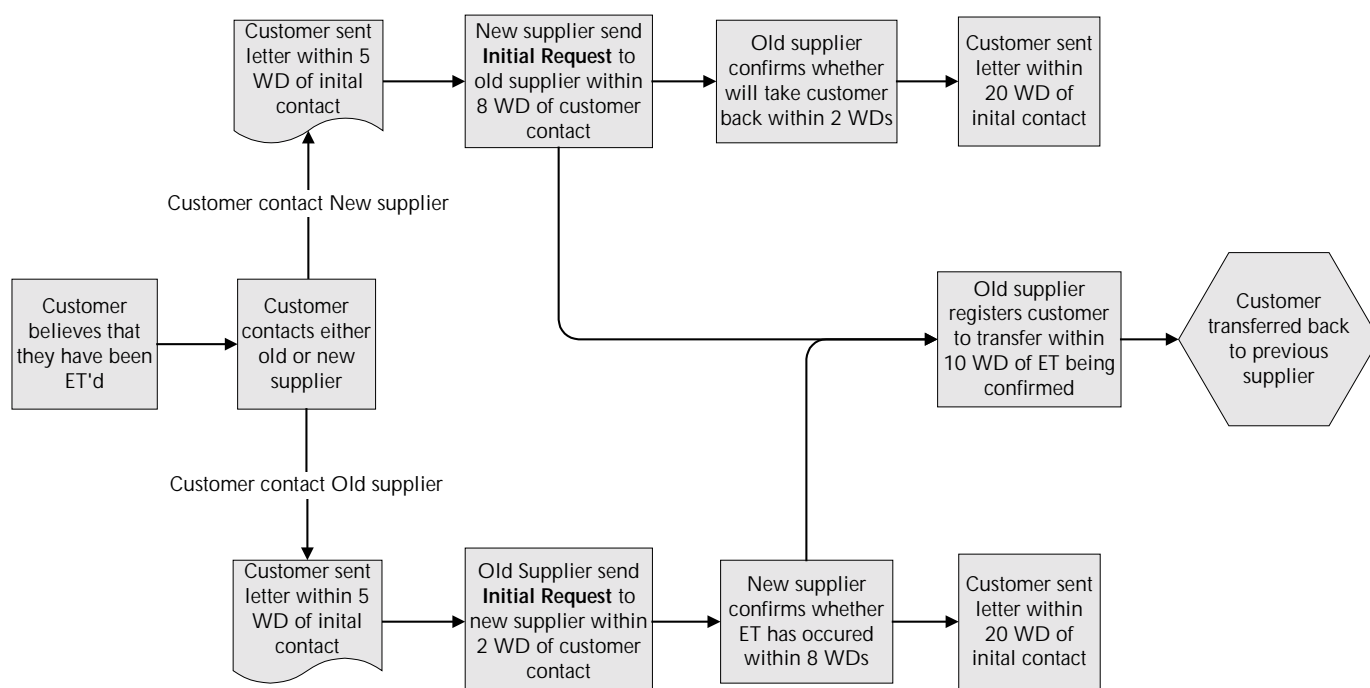 Customer sent
letter within 5
WD of inital
contact
New supplier send
Initial Request to
old supplier within
8 WD of customer
contact
Old supplier
confirms whether
will take customer
back within 2 WDs
Customer sent
letter within
20 WD of
inital contact
Customer contact New supplier
Customer
believes that
they have been
ET'd
Customer
contacts either
old or new
supplier
Old supplier
registers customer
to transfer within
10 WD of ET being
confirmed
Customer
transferred back
to previous
supplier
Customer contact Old supplier
Customer sent
letter within 5
WD of inital
contact
Old Supplier send
Initial Request to
new supplier within
2 WD of customer
contact
New supplier
confirms whether
ET has occured
within 8 WDs
Customer sent
letter within
20 WD of
inital contact